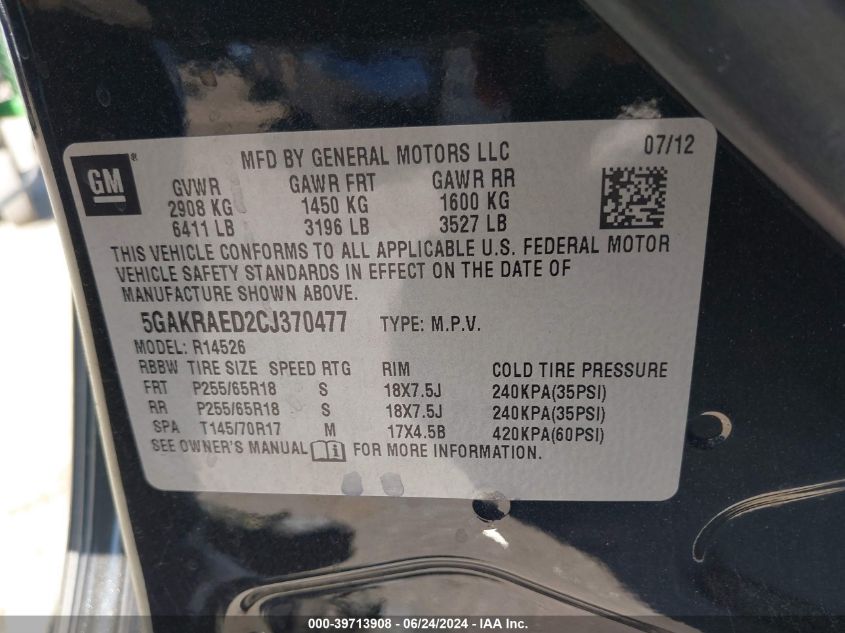 GM®
MFD BY GENERAL MOTORS LLC 07/12
GVWR GAWR FRT GAWR RR
2908 KG 1450 KG 1600 KG
6411 LB 3196 LB 3527 LB
THIS VEHICLE CONFORMS TO ALL APPLICABLE U.S. FEDERAL MOTOR
VEHICLE SAFETY STANDARDS IN EFFECT ON THE DATE OF
MANUFACTURE SHOWN ABOVE.
5GAKRAED2CJ370477 TYPE: M.P.V.
MODEL: R14526
RBBW TIRE SIZE SPEED RTG RIM COLD TIRE PRESSURE
FRT P255/65R18 S 18X7.5J 240KPA(35PSI)
RR P255/65R18 S 18X7.5J 240KPA(35PSI)
SPA T145/70R17 M 17X4.5B 420KPA(60PSI)
SEE OWNER'S MANUAL FOR MORE INFORMATION.
000-39713908 - 06/24/2024 - IAA Inc.